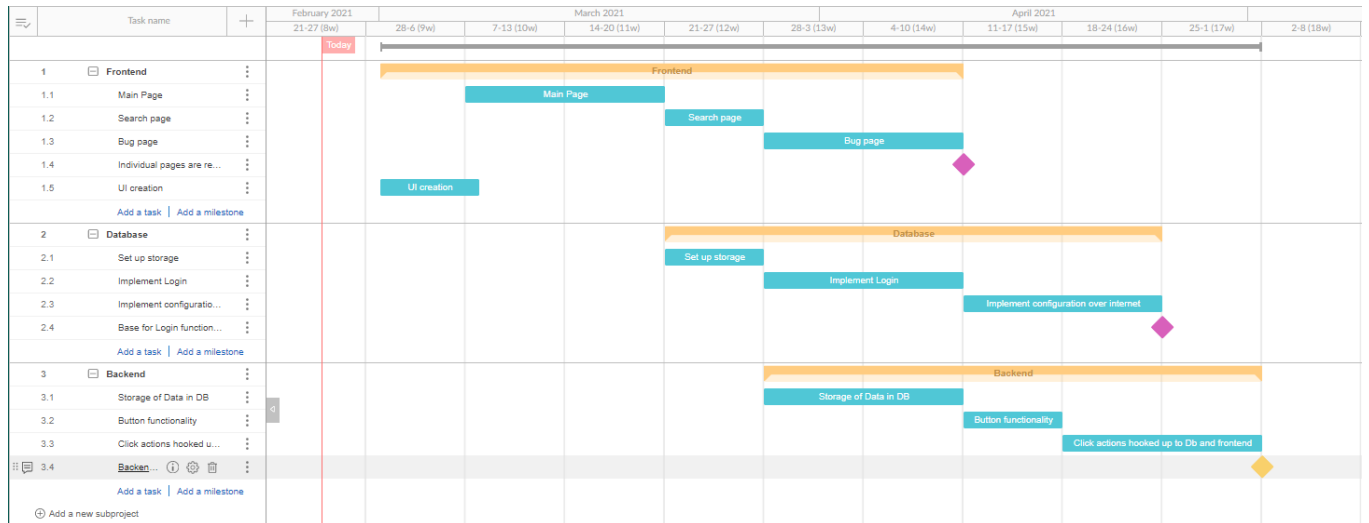 Task name
February 2021 March 2021 April 2021
21-27 (8w) 28-6 (9w) 7-13 (10w) 14-20 (11w) 21-27 (12w) 28-3 (13w) 4-10 (14w) 11-17 (15w) 18-24 (16w) 25-1 (17w) 2-8 (18w)
Today
1 Frontend Frontend
1.1 Main Page Main Page
1.2 Search page Search page
1.3 Bug page Bug page
1.4 Individual pages are re...
1.5 UI creation UI creation
Add a task | Add a milestone
2 Database Database
2.1 Set up storage Set up storage
2.2 Implement Login Implement Login
2.3 Implement configuratio... Implement configuration over internet
2.4 Base for Login function...
Add a task | Add a milestone
3 Backend Backend
3.1 Storage of Data in DB Storage of Data in DB
3.2 Button functionality Button functionality
3.3 Click actions hooked u... Click actions hooked up to Db and frontend
3.4 Backen...
Add a task | Add a milestone
Add a new subproject